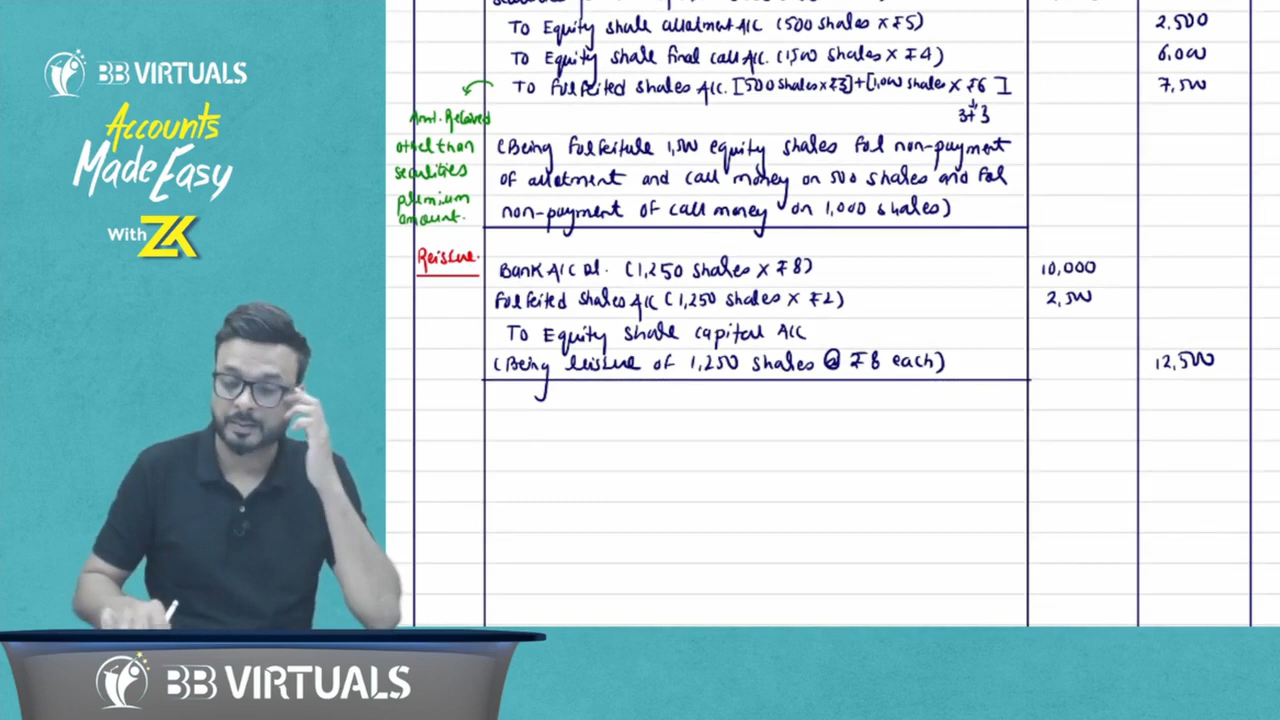 BB VIRTUALS
Accounts
Made Easy
With ZK
To Equity share allotment A/C (500 shares x ₹5) 2,500
To Equity share final call A/C. (1500 shares x ₹4) 6,000
To Forfeited shares A/C. [500 shares x ₹3]+[1,000 shares x ₹6] 7,500
3+3
Amt. Received
other than
securities
premium
amount.
(Being Forfeiture 1,500 equity shares for non-payment
of allotment and call money on 500 shares and for
non-payment of call money on 1,000 shares)
Reissue.
Bank A/C Dr. (1,250 shares x ₹8) 10,000
Forfeited shares A/C (1,250 shares x ₹2) 2,500
To Equity share capital A/C
(Being reissue of 1,250 shares @ ₹8 each) 12,500
BB VIRTUALS